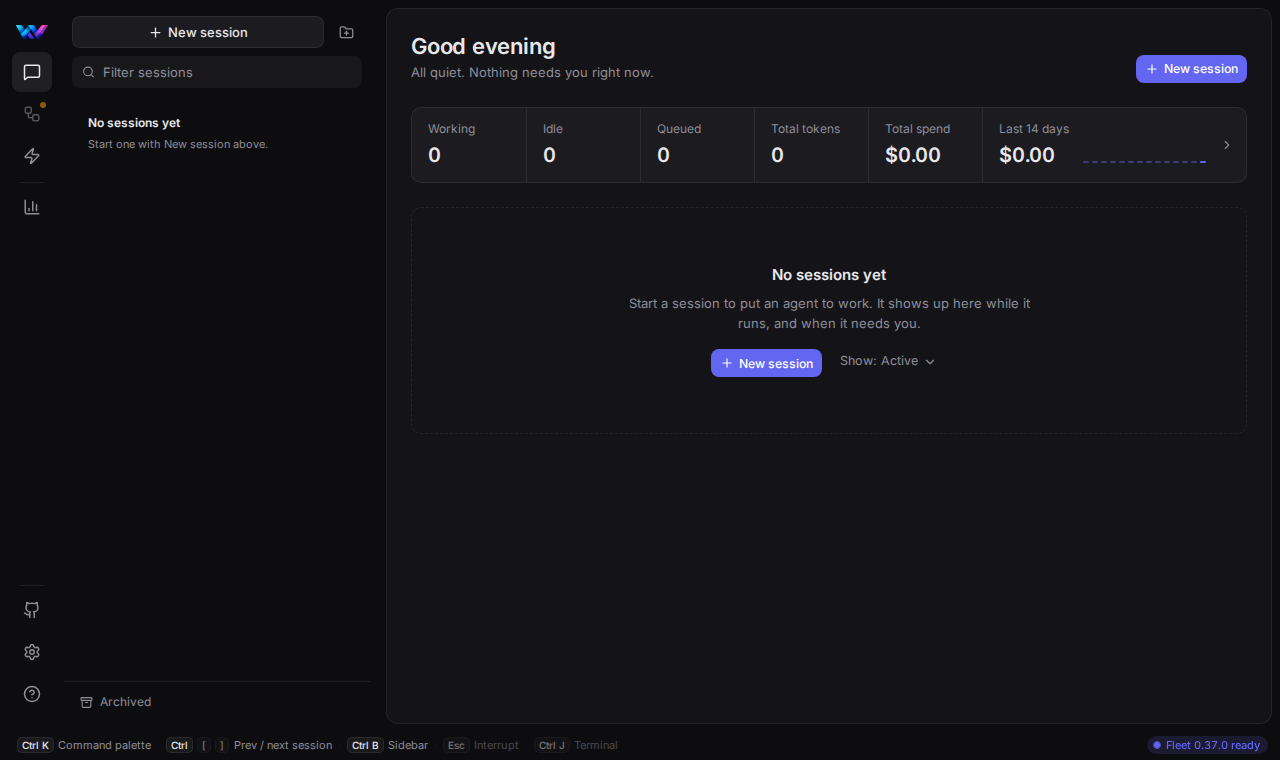 New session
Filter sessions
No sessions yet
Start one with New session above.
Archived
Good evening
All quiet. Nothing needs you right now.
New session
Working
0
Idle
0
Queued
0
Total tokens
0
Total spend
$0.00
Last 14 days
$0.00
No sessions yet
Start a session to put an agent to work. It shows up here while it
runs, and when it needs you.
New session
Show: Active
Ctrl K Command palette Ctrl [ ] Prev / next session Ctrl B Sidebar Esc Interrupt Ctrl J Terminal
Fleet 0.37.0 ready